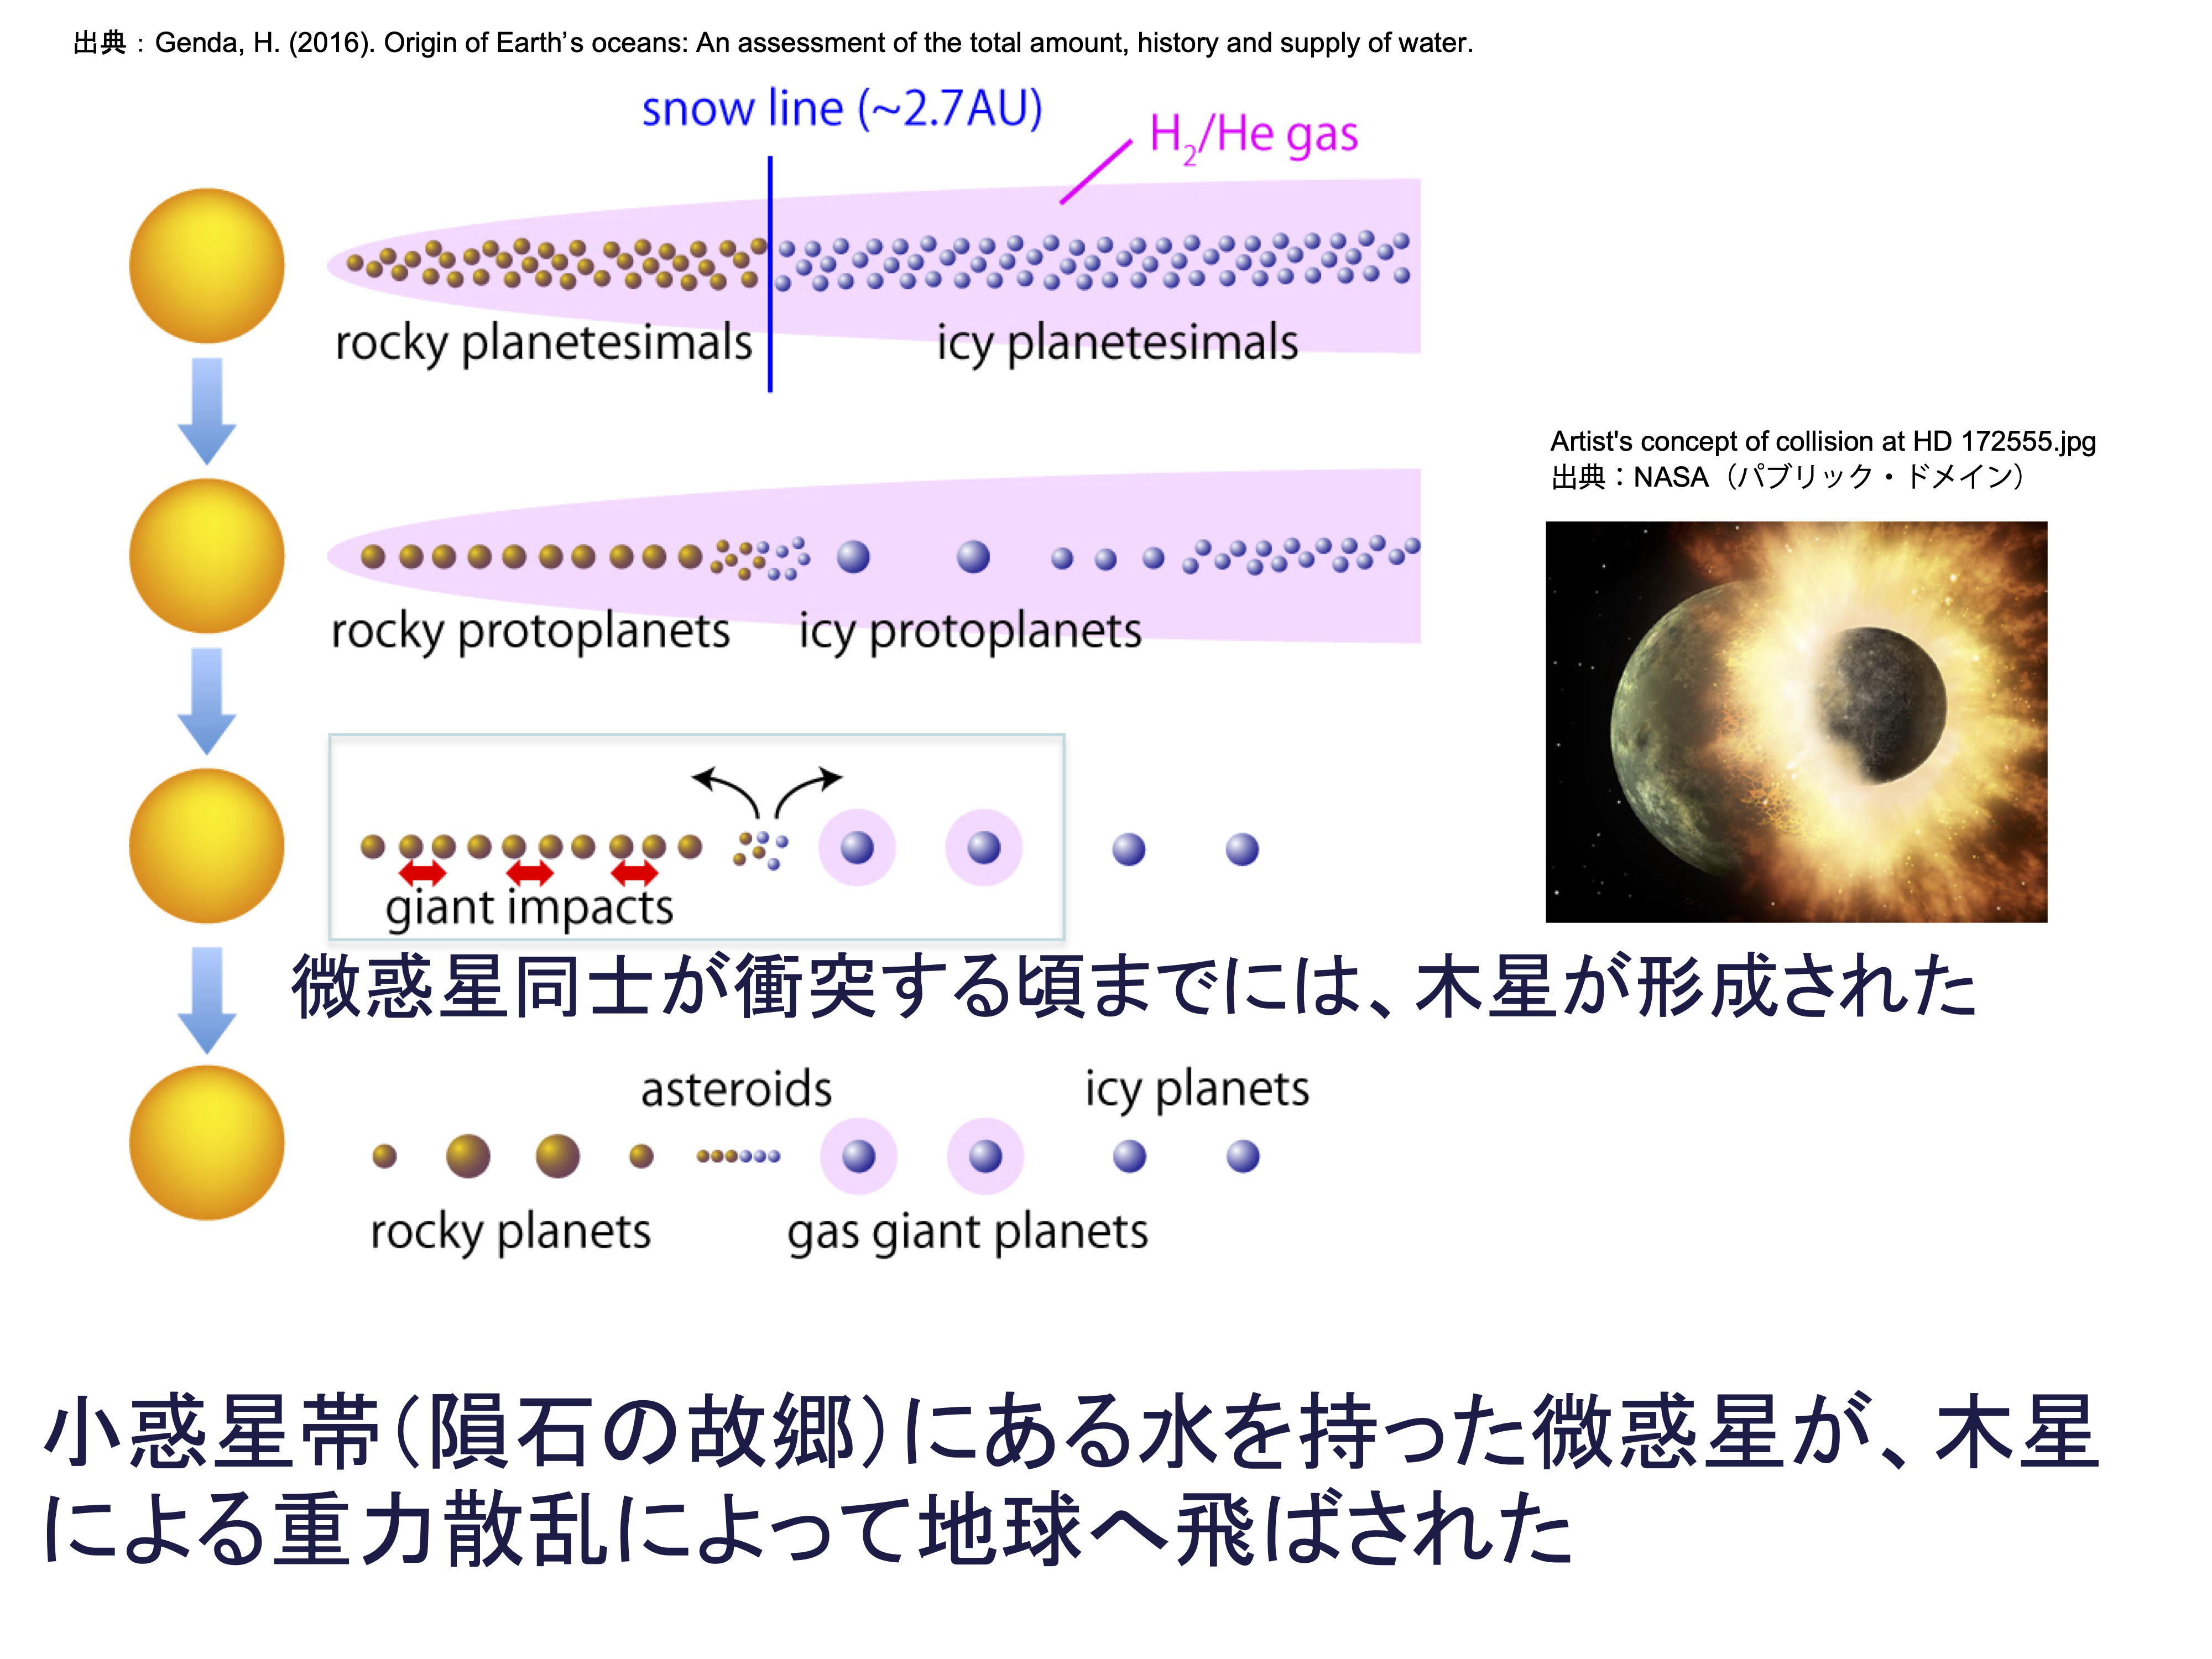 出典：Genda, H. (2016). Origin of Earth’s oceans: An assessment of the total amount, history and supply of water.
snow line (~2.7AU)
H2/He gas
rocky planetesimals
icy planetesimals
Artist's concept of collision at HD 172555.jpg
出典：NASA（パブリック・ドメイン）
rocky protoplanets
icy protoplanets
giant impacts
微惑星同士が衝突する頃までには、木星が形成された
asteroids
icy planets
rocky planets
gas giant planets
小惑星帯（隕石の故郷）にある水を持った微惑星が、木星
による重力散乱によって地球へ飛ばされた